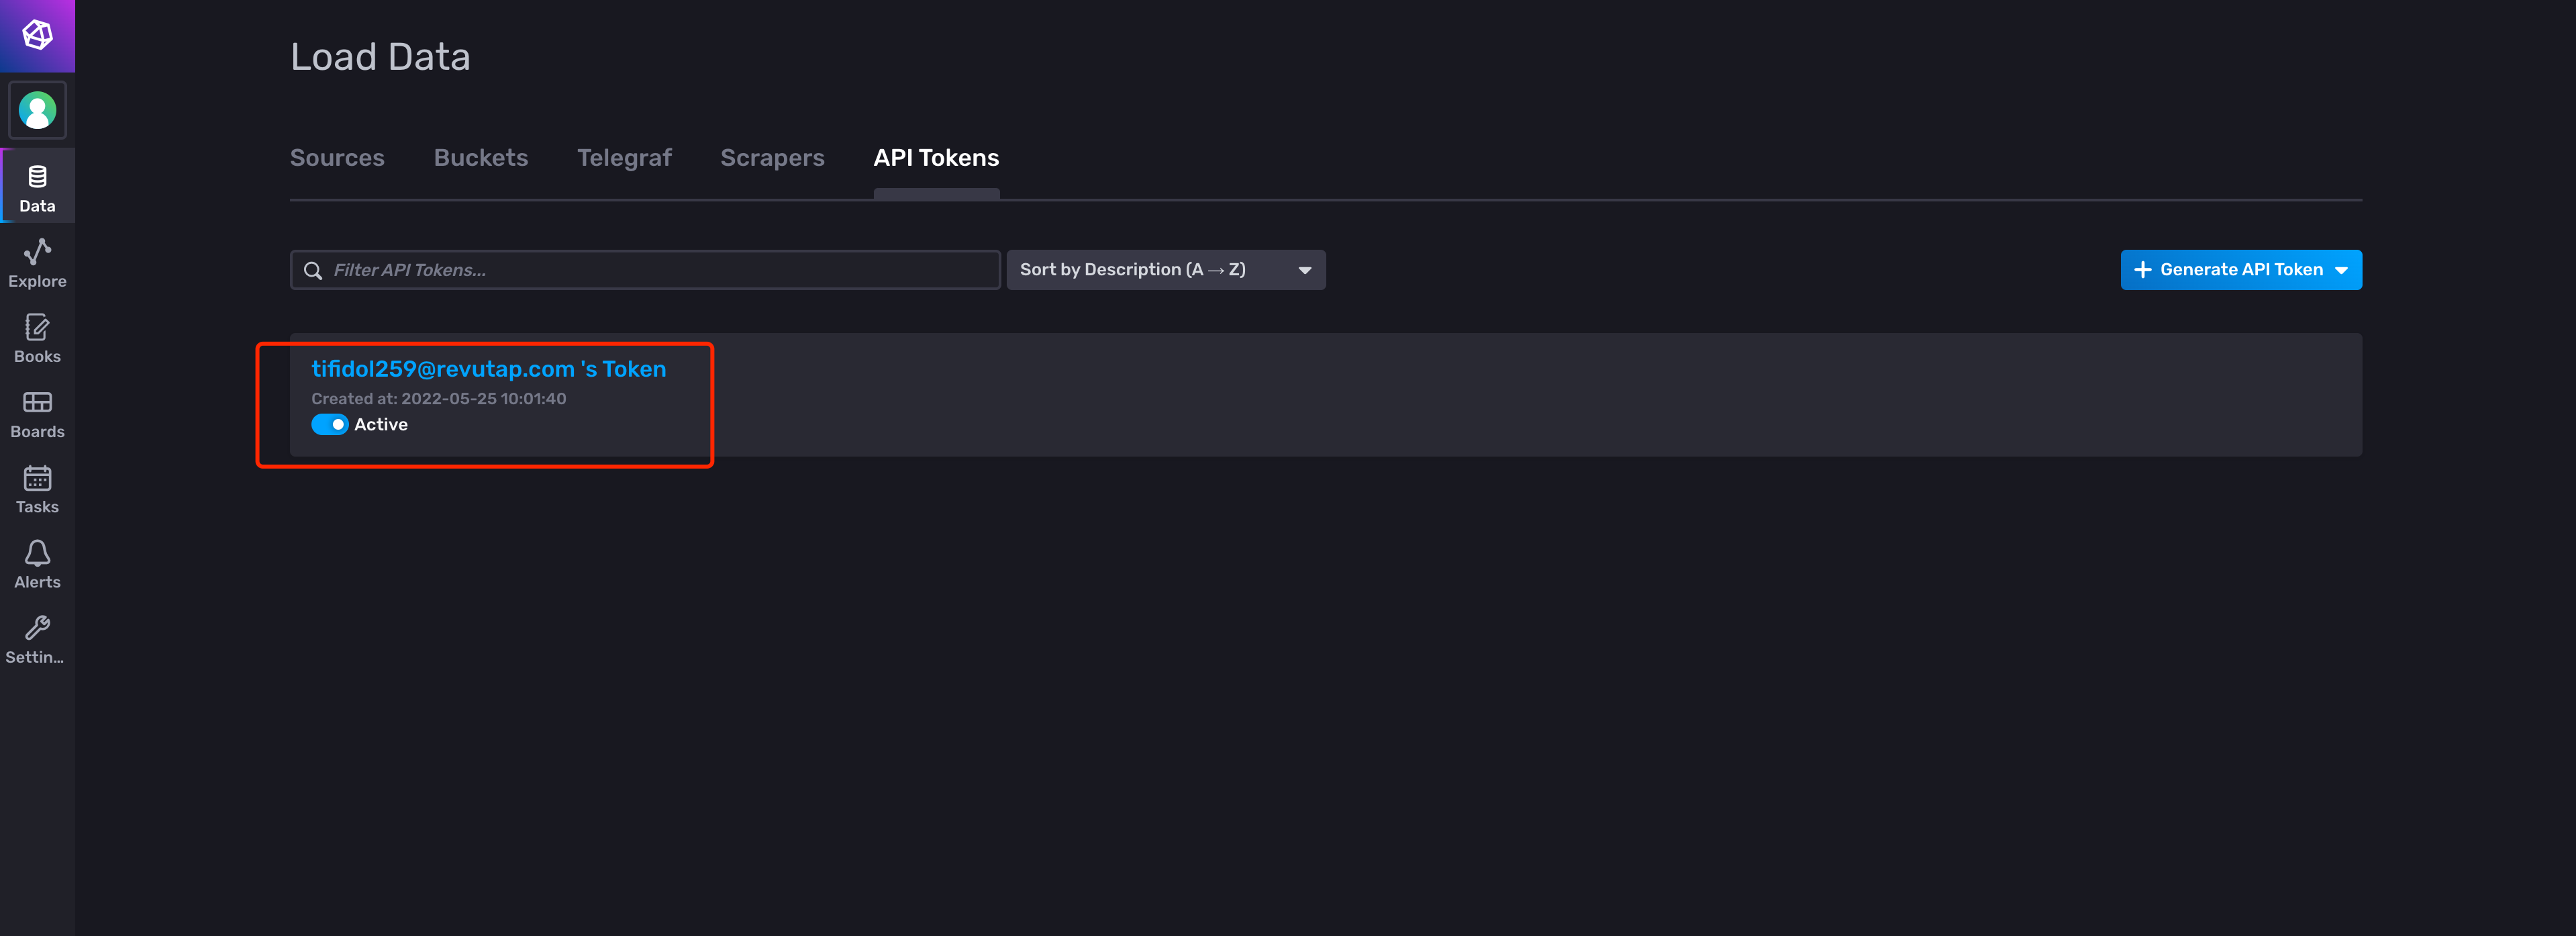 Load Data
Sources Buckets Telegraf Scrapers API Tokens
Filter API Tokens...
Sort by Description (A → Z)
Generate API Token
tifidol259@revutap.com 's Token
Created at: 2022-05-25 10:01:40
Active
Data
Explore
Books
Boards
Tasks
Alerts
Settin...